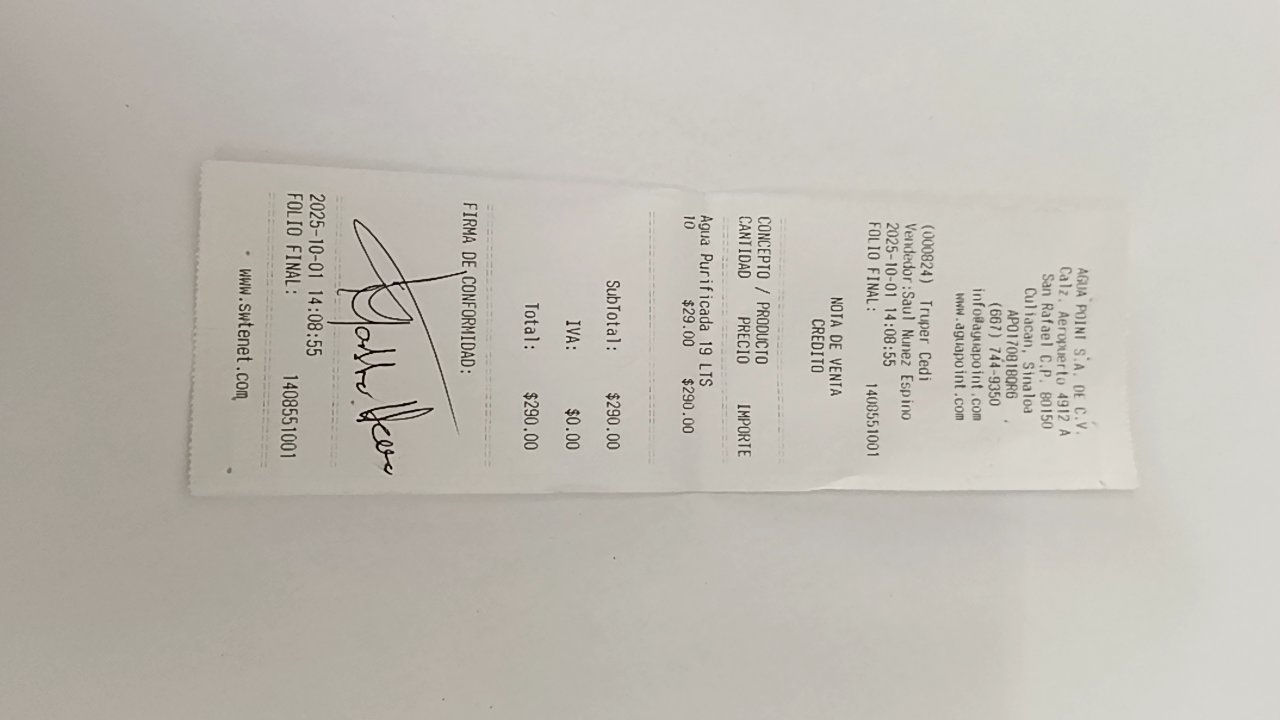 AGUA POINT S.A. DE C.V.
Calz. Aeropuerto 4912 A
San Rafael C.P. 80150
Culiacan, Sinaloa
APO170818QR6
(667) 744-9350
info@aguapoint.com
www.aguapoint.com
(000824) Truper Cedi
Vendedor:Saul Nunez Espino
2025-10-01 14:08:55
FOLIO FINAL: 1408551001
NOTA DE VENTA
CREDITO
CONCEPTO / PRODUCTO
CANTIDAD PRECIO IMPORTE
Agua Purificada 19 LTS
10 $29.00 $290.00
SubTotal: $290.00
IVA: $0.00
Total: $290.00
FIRMA DE CONFORMIDAD:
2025-10-01 14:08:55
FOLIO FINAL: 1408551001
www.swtenet.com